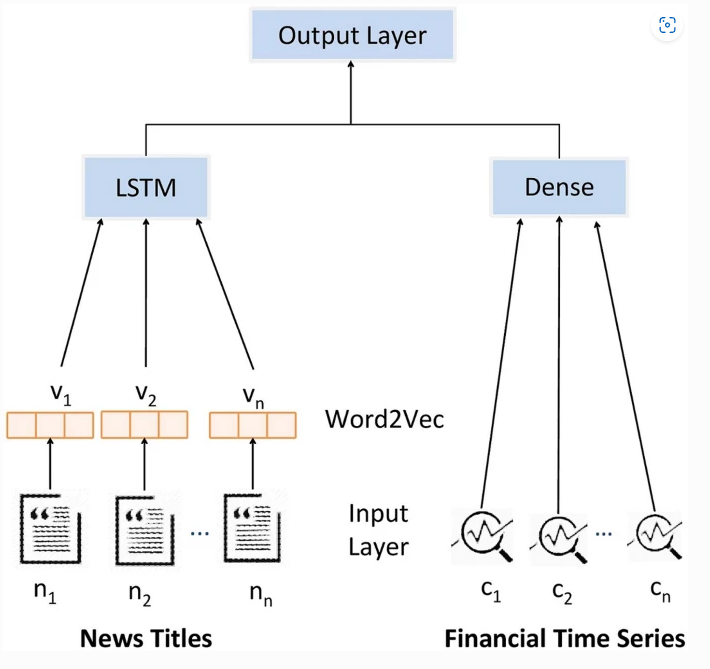 Output Layer
LSTM
Dense
v1
v2
vn
Word2Vec
“
“
...
“
Input
Layer
...
n1
n2
nn
c1
c2
cn
News Titles
Financial Time Series